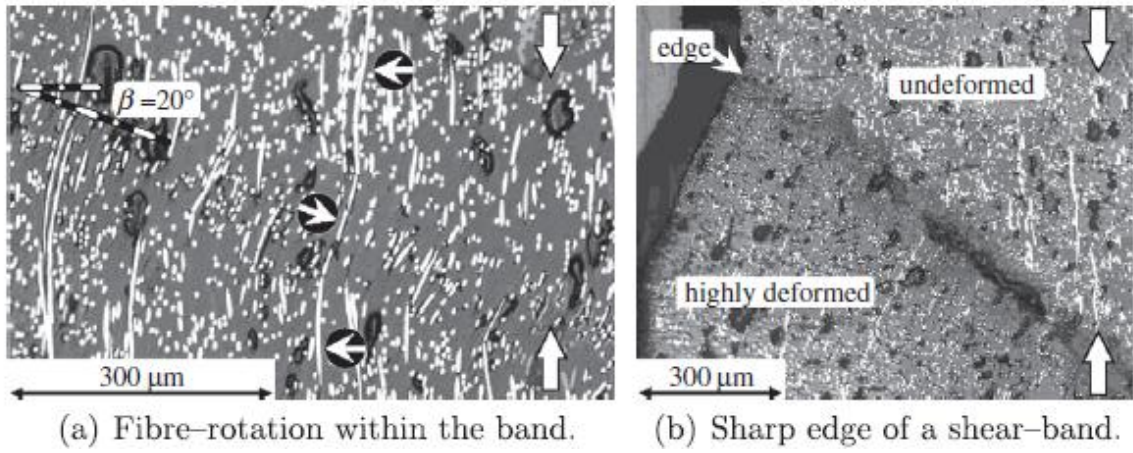 β =20°
300 μm
(a) Fibre–rotation within the band.
edge
undeformed
highly deformed
300 μm
(b) Sharp edge of a shear–band.